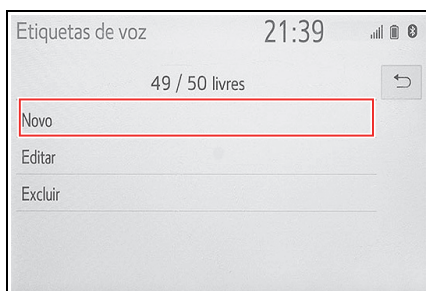 Etiquetas de voz 21:39
49 / 50 livres
Novo
Editar
Excluir